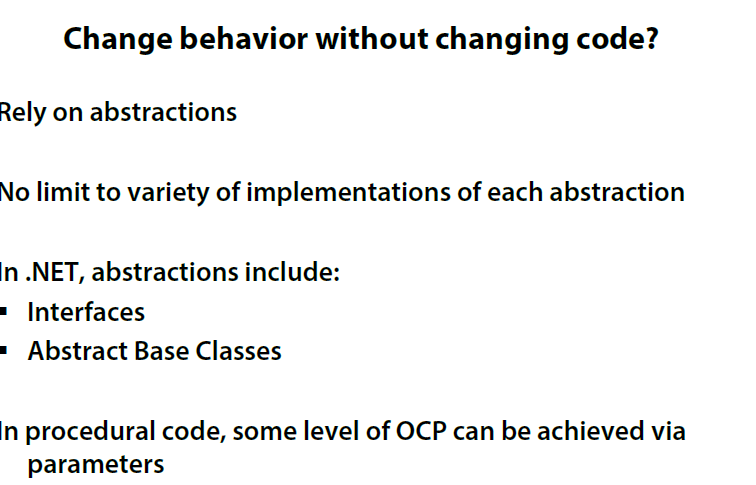 Change behavior without changing code?
Rely on abstractions
No limit to variety of implementations of each abstraction
In .NET, abstractions include:
▪ Interfaces
▪ Abstract Base Classes
In procedural code, some level of OCP can be achieved via
parameters